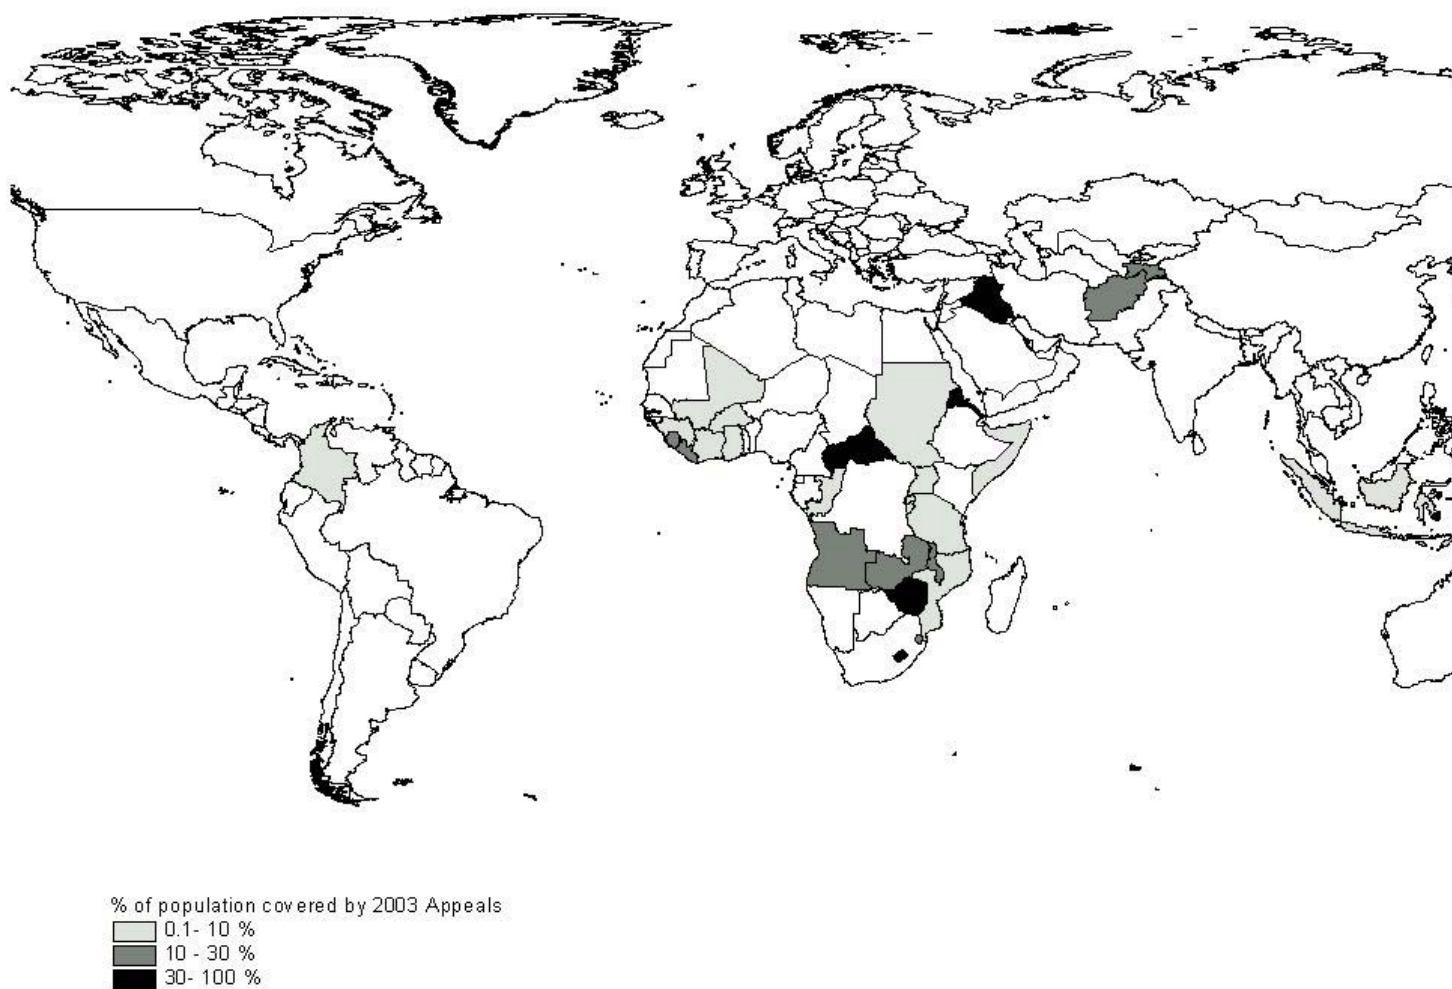 % of population covered by 2003 Appeals
0.1- 10 %
10 - 30 %
30- 100 %